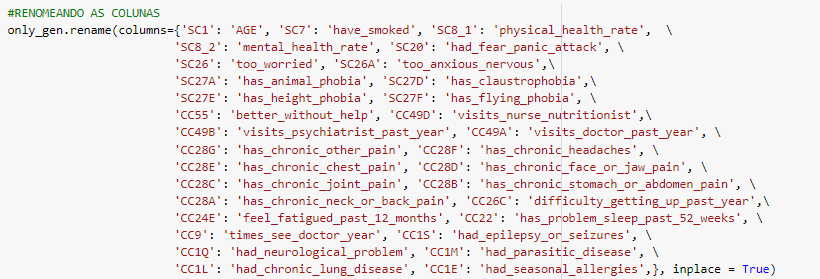 #RENOMEANDO AS COLUNAS
only_gen.rename(columns={'SC1': 'AGE', 'SC7': 'have_smoked', 'SC8_1': 'physical_health_rate',  \
'SC8_2': 'mental_health_rate', 'SC20': 'had_fear_panic_attack', \
'SC26': 'too_worried', 'SC26A': 'too_anxious_nervous',\
'SC27A': 'has_animal_phobia', 'SC27D': 'has_claustrophobia',\
'SC27E': 'has_height_phobia', 'SC27F': 'has_flying_phobia', \
'CC55': 'better_without_help', 'CC49D': 'visits_nurse_nutritionist',\
'CC49B': 'visits_psychiatrist_past_year', 'CC49A': 'visits_doctor_past_year', \
'CC28G': 'has_chronic_other_pain', 'CC28F': 'has_chronic_headaches', \
'CC28E': 'has_chronic_chest_pain', 'CC28D': 'has_chronic_face_or_jaw_pain', \
'CC28C': 'has_chronic_joint_pain', 'CC28B': 'has_chronic_stomach_or_abdomen_pain', \
'CC28A': 'has_chronic_neck_or_back_pain', 'CC26C': 'difficulty_getting_up_past_year',\
'CC24E': 'feel_fatigued_past_12_months', 'CC22': 'has_problem_sleep_past_52_weeks', \
'CC9': 'times_see_doctor_year', 'CC1S': 'had_epilepsy_or_seizures', \
'CC1Q': 'had_neurological_problem', 'CC1M': 'had_parasitic_disease', \
'CC1L': 'had_chronic_lung_disease', 'CC1E': 'had_seasonal_allergies',}, inplace = True)